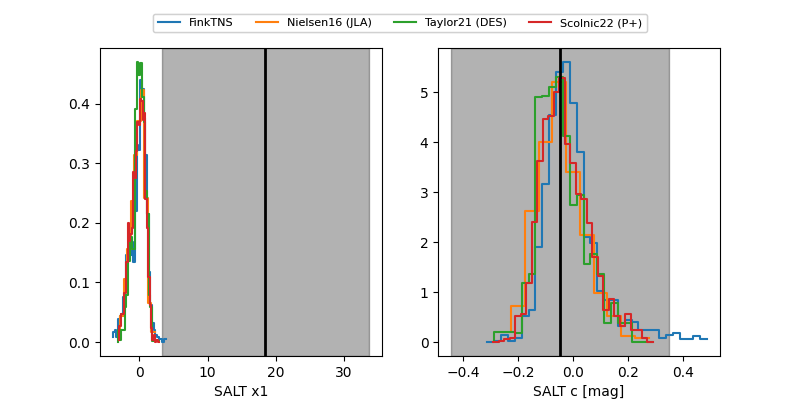 FinkTNS Nielsen16 (JLA) Taylor21 (DES) Scolnic22 (P+)
0.4
0.3
0.2
0.1
0.0
0 10 20 30
SALT x1
5
4
3
2
1
0
−0.4 −0.2 0.0 0.2 0.4
SALT c [mag]